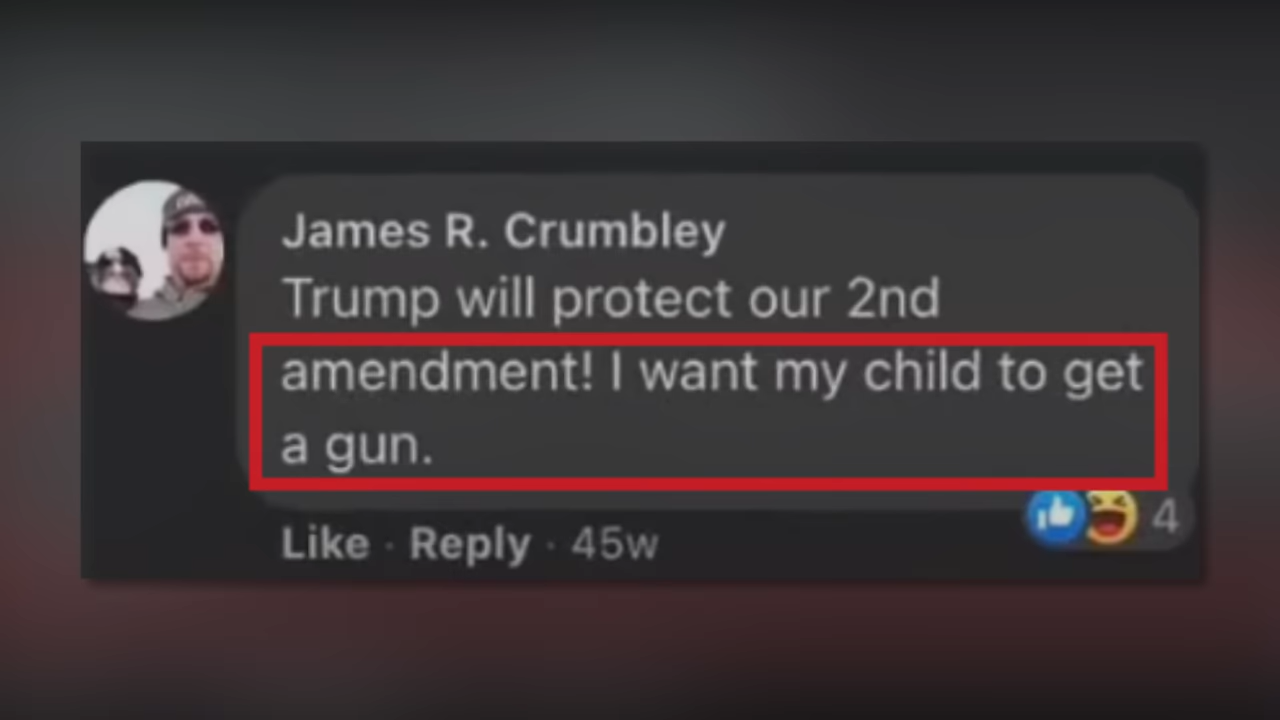 James R. Crumbley
Trump will protect our 2nd
amendment! I want my child to get
a gun.
Like · Reply · 45w
4